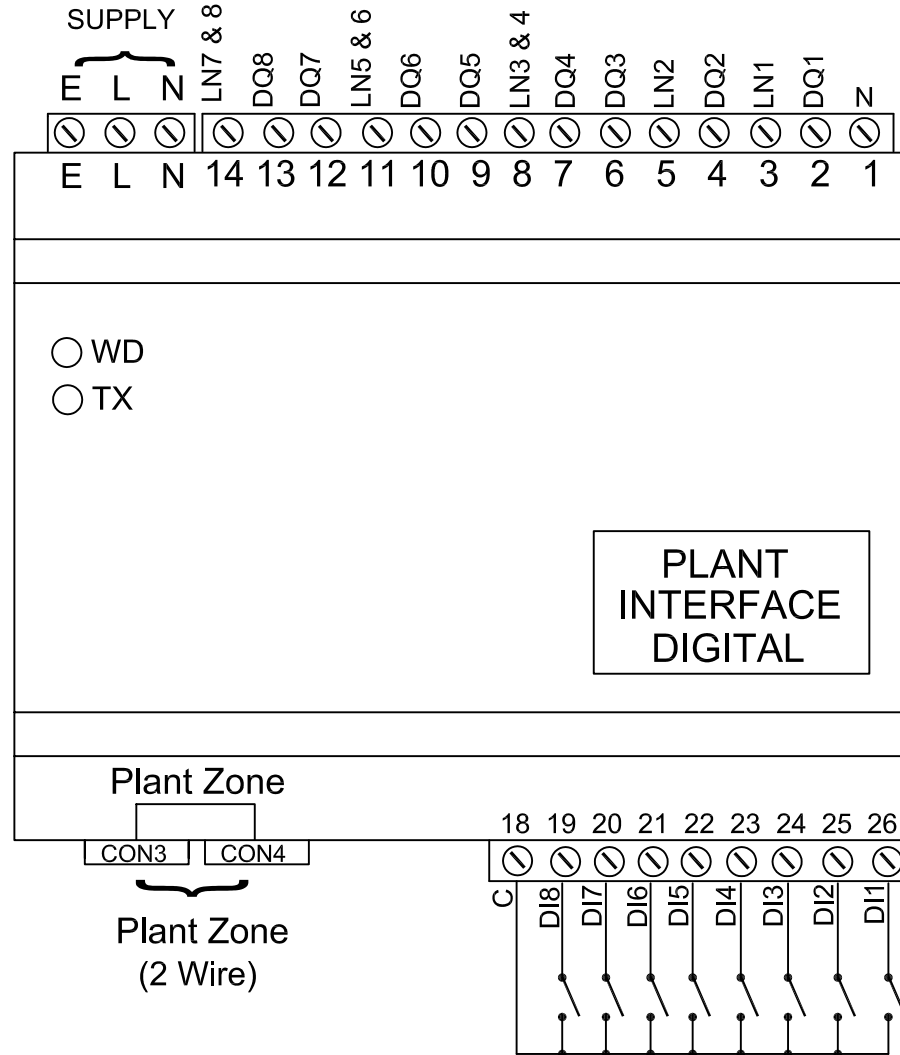 SUPPLY
E L N LN7 & 8 DQ8 DQ7 LN5 & 6 DQ6 DQ5 LN3 & 4 DQ4 DQ3 LN2 DQ2 LN1 DQ1 N
E L N 14 13 12 11 10 9 8 7 6 5 4 3 2 1
WD
TX
PLANT
INTERFACE
DIGITAL
Plant Zone
18 19 20 21 22 23 24 25 26
CON3 CON4
C DI8 DI7 DI6 DI5 DI4 DI3 DI2 DI1
Plant Zone
(2 Wire)